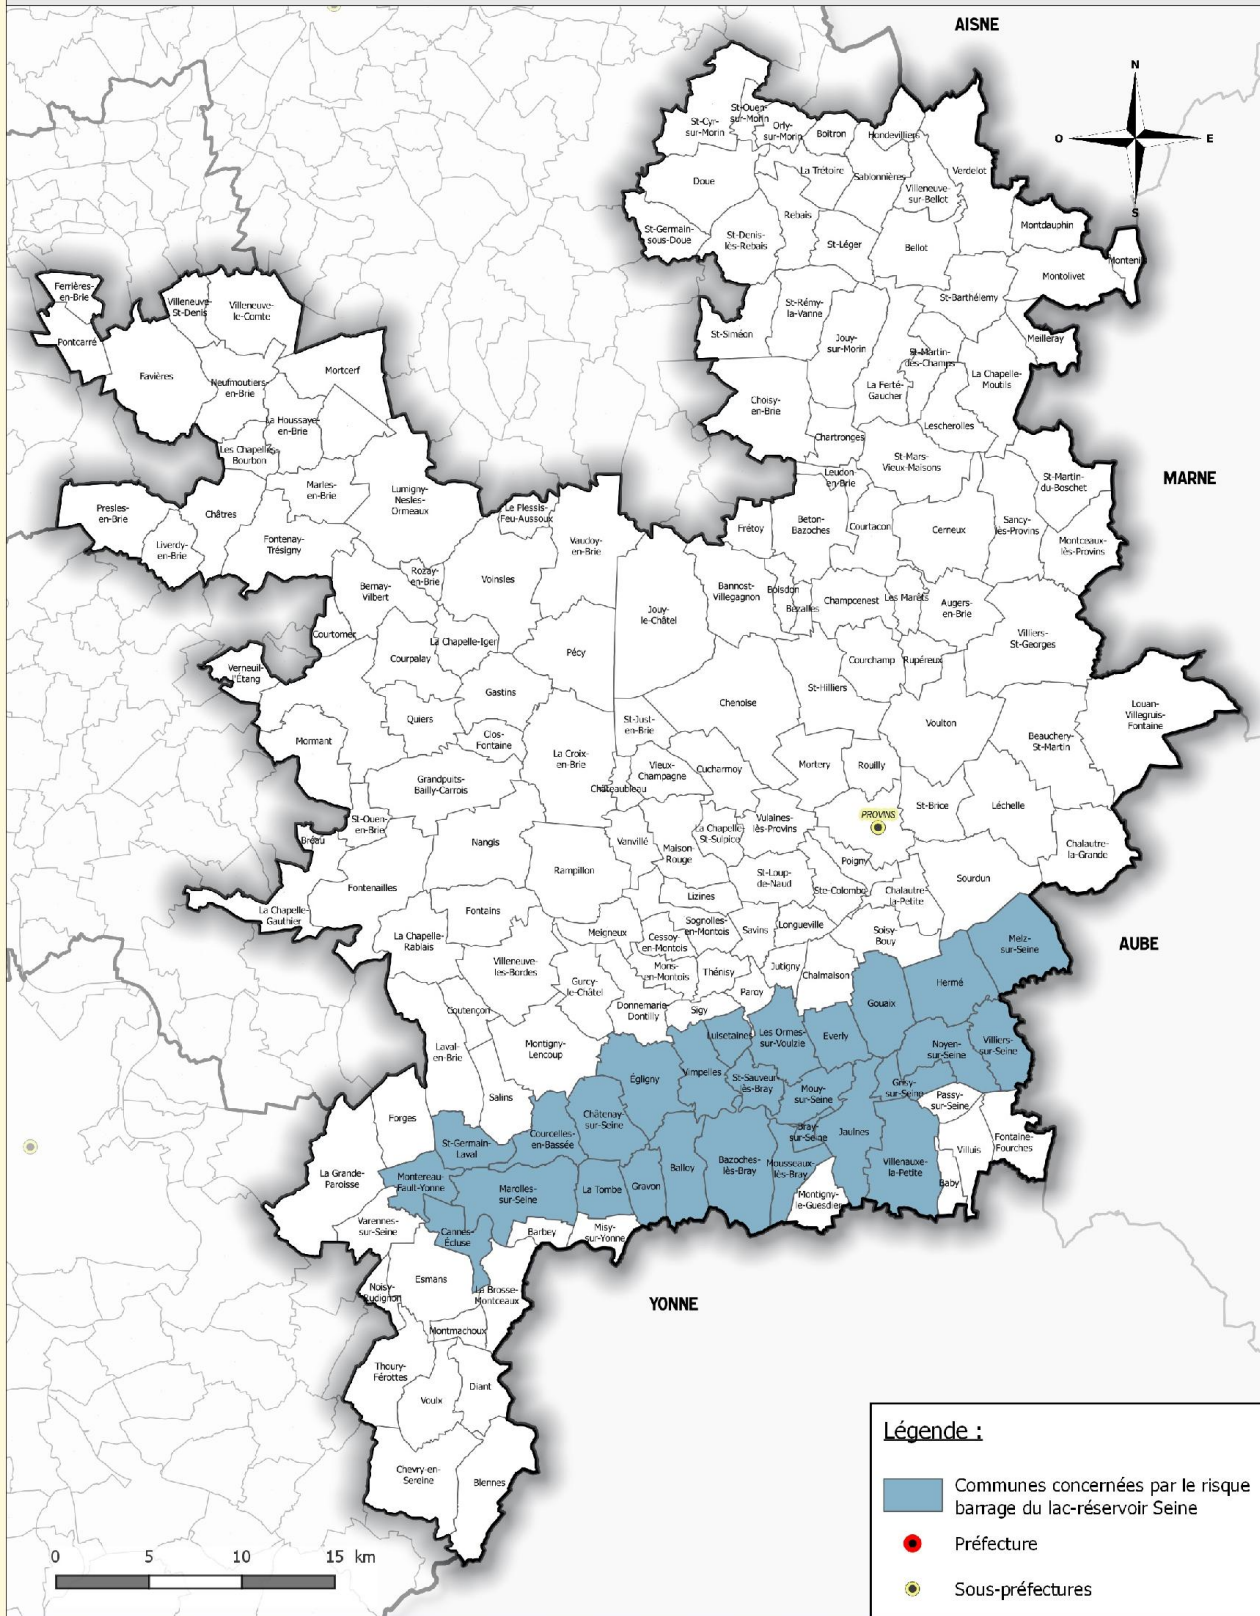 AISNE
N
O
E
S
St-Ouen-
sur-Morin
St-Cyr-
sur-Morin
Orly-
sur-Morin
Boitron
Hondevilliers
Doue
La Trétoire
Sablonnières
Verdelot
Villeneuve-
sur-Bellot
Rebais
St-Germain-
sous-Doue
St-Denis-
lès-Rebais
St-Léger
Bellot
Montdauphin
Montolivet
Ferrières-
en-Brie
Villeneuve-
St-Denis
Villeneuve-
le-Comte
St-Barthélemy
St-Rémy-
la-Vanne
Pontcarré
St-Siméon
Jouy-
sur-Morin
Meilleray
St-Martin-
des-Champs
Favières
Mortcerf
Neufmoutiers-
en-Brie
La Ferté-
Gaucher
La Chapelle-
Moutils
Choisy-
en-Brie
La Houssaye-
en-Brie
Lescherolles
Chartronges
Les Chapelles-
Bourbon
St-Mars-
Vieux-Maisons
Leudon-
en-Brie
St-Martin-
du-Boschet
MARNE
Marles-
en-Brie
Lumigny-
Nesles-
Ormeaux
Presles-
en-Brie
Châtres
Le Plessis-
Feu-Aussoux
Frétoy
Beton-
Bazoches
Courtacon
Cerneux
Sancy-
lès-Provins
Montceaux-
lès-Provins
Liverdy-
en-Brie
Fontenay-
Trésigny
Vaudoy-
en-Brie
Rozay-
en-Brie
Voinsles
Bernay-
Vilbert
Bannost-
Villegagnon
Boisdon
Bezalles
Champcenest
Les Marêts
Augers-
en-Brie
Jouy-
le-Châtel
Courtomer
La Chapelle-Iger
Villiers-
St-Georges
Courpalay
Pécy
Courchamp
Rupéreux
Verneuil-
l'Étang
Gastins
St-Hilliers
Chenoise
Louan-
Villegruis-
Fontaine
Quiers
St-Just-
en-Brie
Voulton
Mormant
Clos-
Fontaine
Beauchery-
St-Martin
La Croix-
en-Brie
Vieux-
Champagne
Cucharmoy
Mortery
Rouilly
Grandpuits-
Bailly-Carrois
Châteaubleau
St-Brice
Léchelle
PROVINS
St-Ouen-
en-Brie
Vulaines-
lès-Provins
La Chapelle-
St-Sulpice
Bréau
Nangis
Vanvillé
Maison-
Rouge
Chalautre-
la-Grande
Poigny
Rampillon
St-Loup-
de-Naud
Sourdun
Fontenailles
Ste-Colombe
Chalautre-
la-Petite
Lizines
La Chapelle-
Gauthier
Fontains
Sognolles-
en-Montois
Savins
Longueville
Soisy-
Bouy
Meigneux
Cessoy-
en-Montois
La Chapelle-
Rablais
Melz-
sur-Seine
AUBE
Villeneuve-
les-Bordes
Mons-
en-Montois
Thénisy
Jutigny
Chalmaison
Hermé
Gurcy-
le-Châtel
Paroy
Gouaix
Donnemarie-
Dontilly
Sigy
Coutençon
Luisetaines
Les Ormes-
sur-Voulzie
Everly
Laval-
en-Brie
Montigny-
Lencoup
Noyen-
sur-Seine
Villiers-
sur-Seine
Égligny
Vimpelles
St-Sauveur-
lès-Bray
Mouy-
sur-Seine
Grisy-
sur-Seine
Passy-
sur-Seine
Salins
Forges
Châtenay-
sur-Seine
Bray-
sur-Seine
Jaulnes
Fontaine-
Fourches
St-Germain-
Laval
Courcelles-
en-Bassée
Villuis
La Grande-
Paroisse
Montereau-
Fault-Yonne
Marolles-
sur-Seine
La Tombe
Gravon
Balloy
Bazoches-
lès-Bray
Mousseaux-
lès-Bray
Villenauxe-
la-Petite
Baby
Montigny-
le-Guesdier
Varennes-
sur-Seine
Cannes-
Écluse
Barbey
Misy-
sur-Yonne
Esmans
Noisy-
Rudignon
La Brosse-
Montceaux
YONNE
Montmachoux
Thoury-
Férottes
Voulx
Diant
Chevry-en-
Sereine
Blennes
0 5 10 15 km
Légende :
Communes concernées par le risque
barrage du lac-réservoir Seine
Préfecture
Sous-préfectures